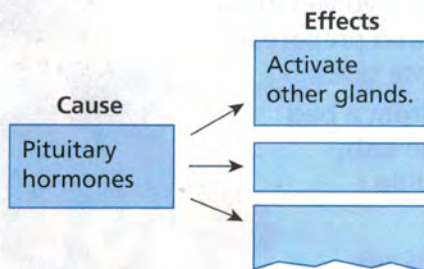 Effects
Activate
other glands.
Cause
Pituitary
hormones